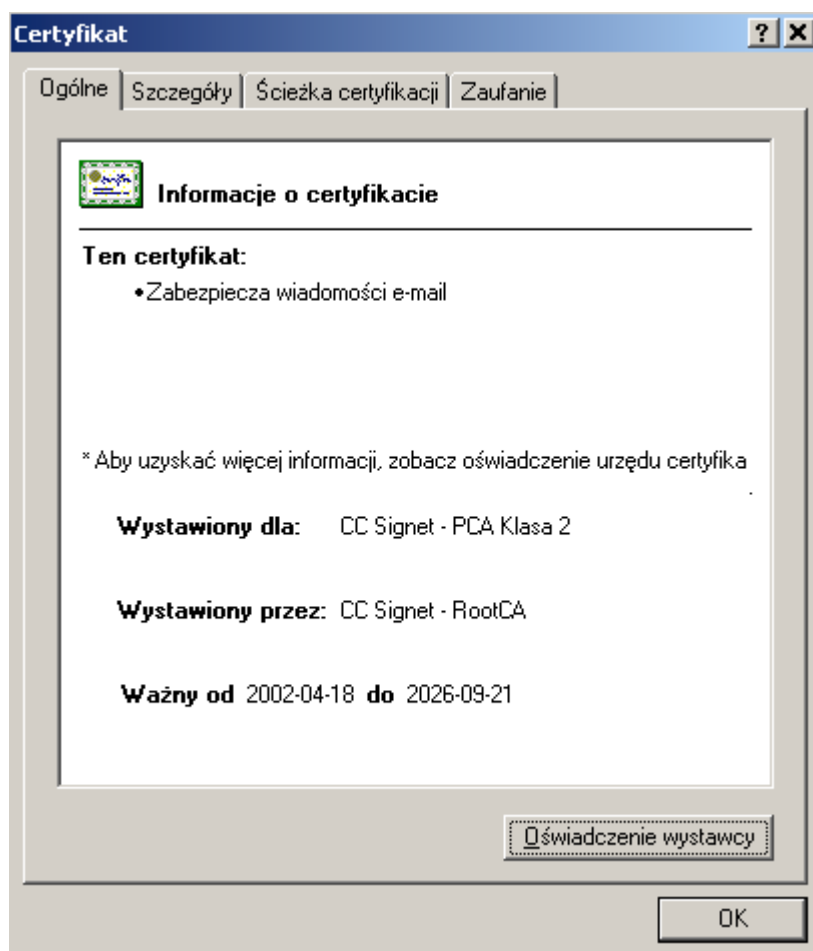 Certyfikat
Ogólne Szczegóły Ścieżka certyfikacji Zaufanie
Informacje o certyfikacie
Ten certyfikat:
•Zabezpiecza wiadomości e-mail
* Aby uzyskać więcej informacji, zobacz oświadczenie urzędu certyfika
.
Wystawiony dla: CC Signet - PCA Klasa 2
Wystawiony przez: CC Signet - RootCA
Ważny od 2002-04-18 do 2026-09-21
Oświadczenie wystawcy
OK